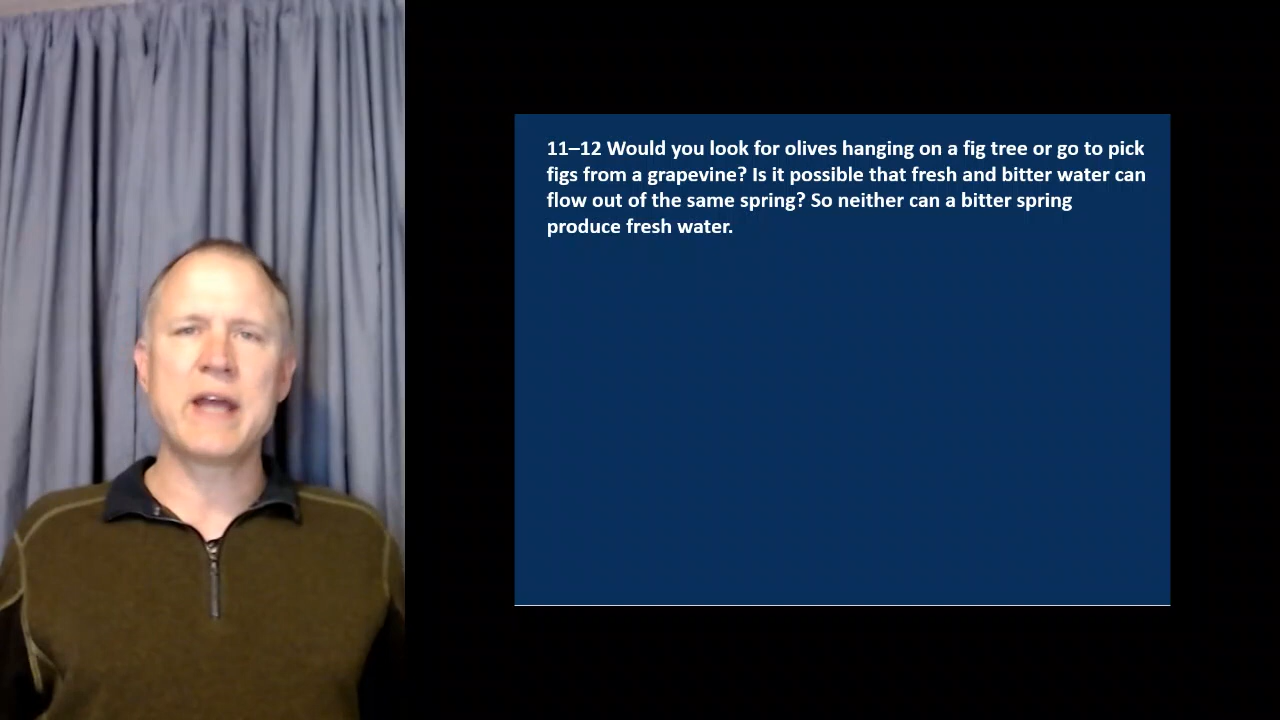 11–12 Would you look for olives hanging on a fig tree or go to pick
figs from a grapevine? Is it possible that fresh and bitter water can
flow out of the same spring? So neither can a bitter spring
produce fresh water.